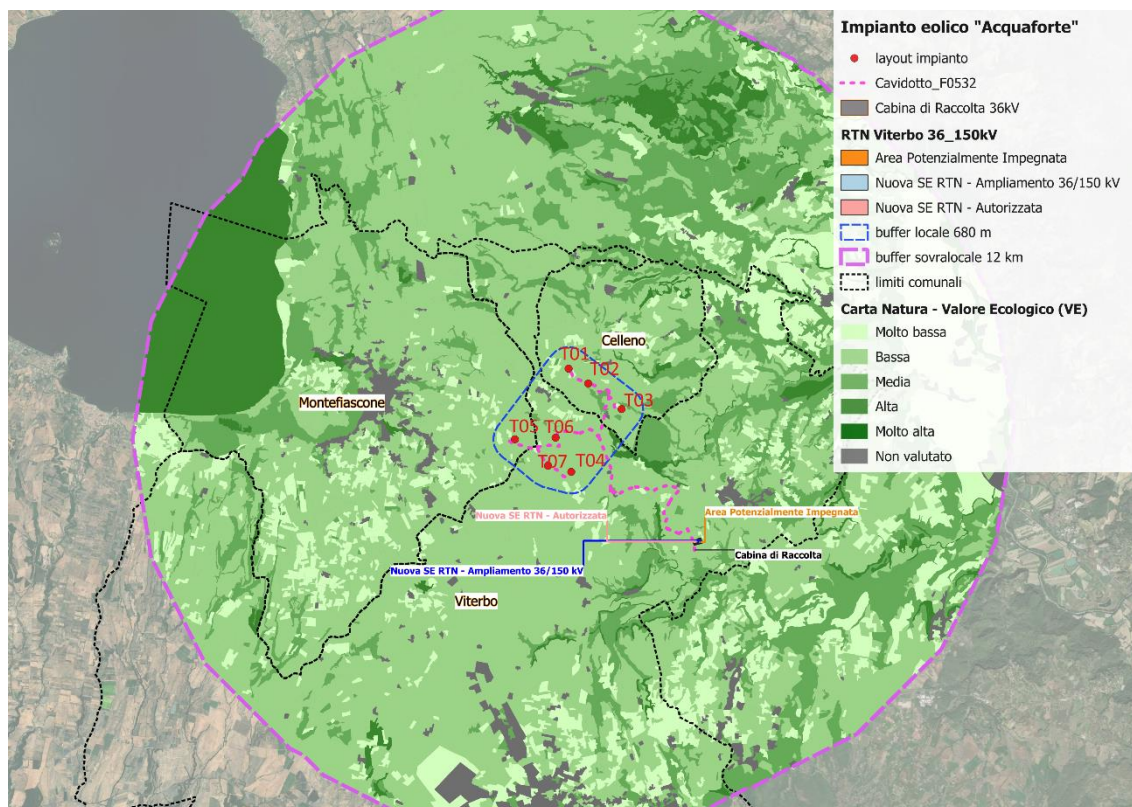 Impianto eolico "Acquaforte"
layout impianto
Cavidotto_F0532
Cabina di Raccolta 36kV
RTN Viterbo 36_150kV
Area Potenzialmente Impegnata
Nuova SE RTN - Ampliamento 36/150 kV
Nuova SE RTN - Autorizzata
buffer locale 680 m
buffer sovralocale 12 km
limiti comunali
Carta Natura - Valore Ecologico (VE)
Molto bassa
Bassa
Media
Alta
Molto alta
Non valutato
Celleno
T01
T02
T03
Montefiascone
T05
T06
T07
T04
Nuova SE RTN - Autorizzata
Area Potenzialmente Impegnata
Cabina di Raccolta
Nuova SE RTN - Ampliamento 36/150 kV
Viterbo